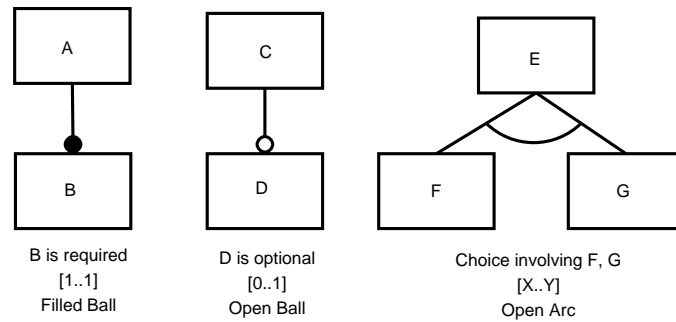 A
B
B is required
[1..1]
Filled Ball
C
D
D is optional
[0..1]
Open Ball
E
F
G
Choice involving F, G
[X..Y]
Open Arc